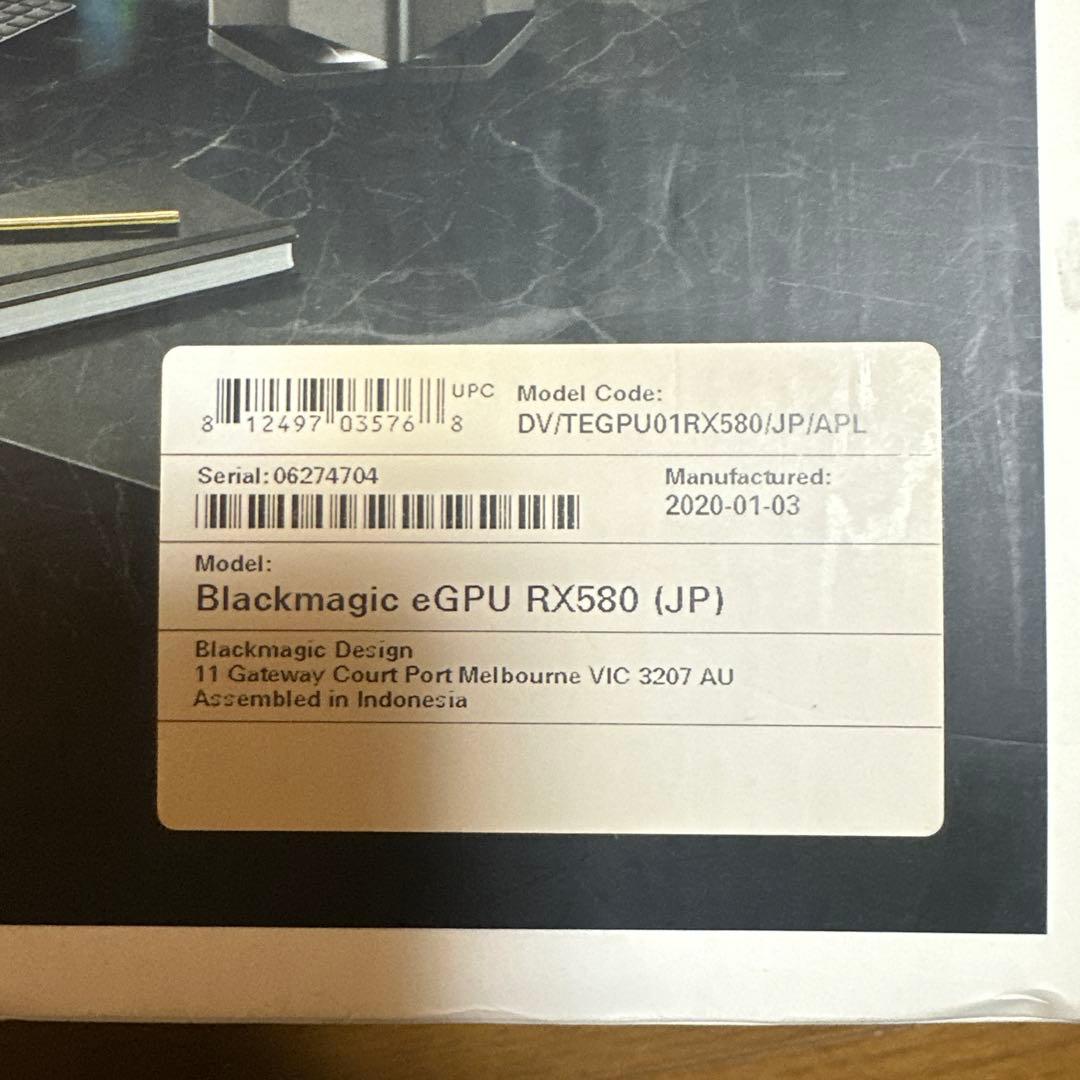 UPC
8 12497 03576 8
Model Code:
DV/TEGPU01RX580/JP/APL
Serial: 06274704
Manufactured:
2020-01-03
Model:
Blackmagic eGPU RX580 (JP)
Blackmagic Design
11 Gateway Court Port Melbourne VIC 3207 AU
Assembled in Indonesia